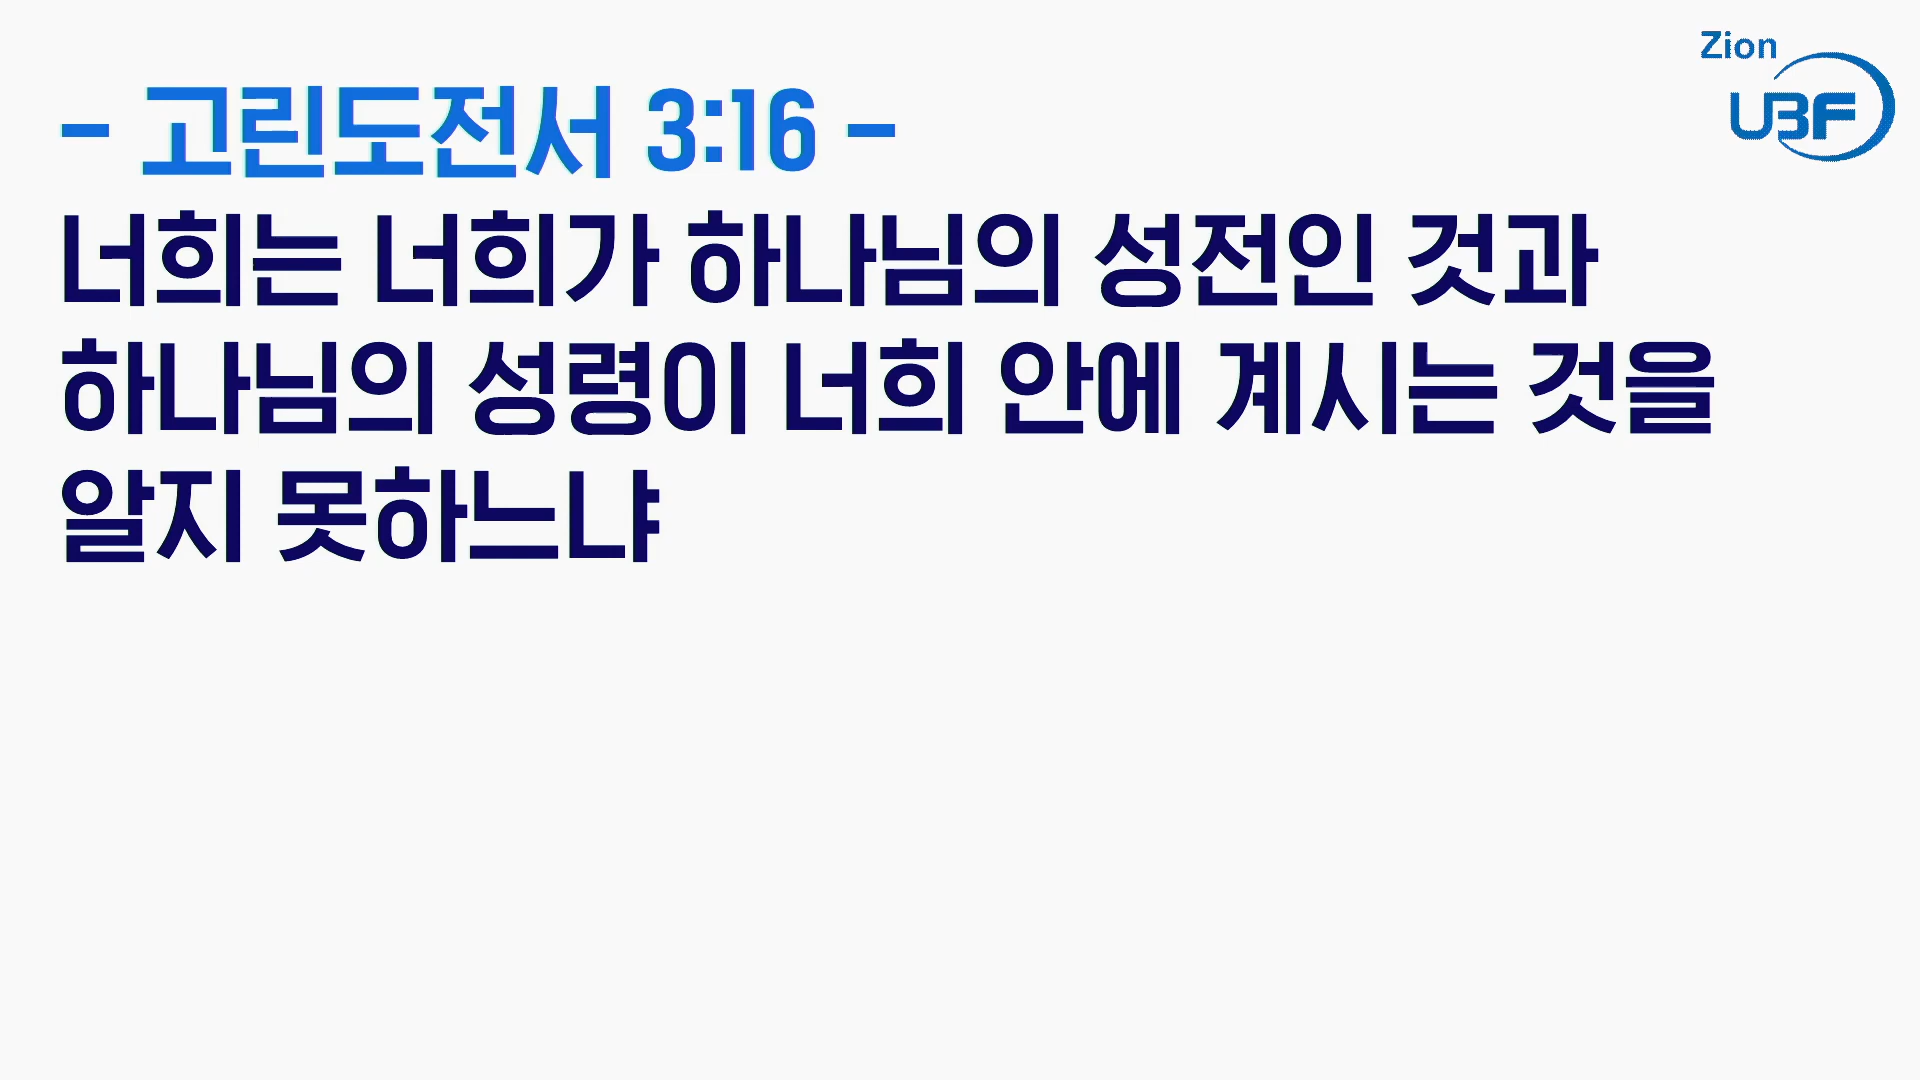 Zion
UBF
- 고린도전서 3:16 -
너희는 너희가 하나님의 성전인 것과
하나님의 성령이 너희 안에 계시는 것을
알지 못하느냐